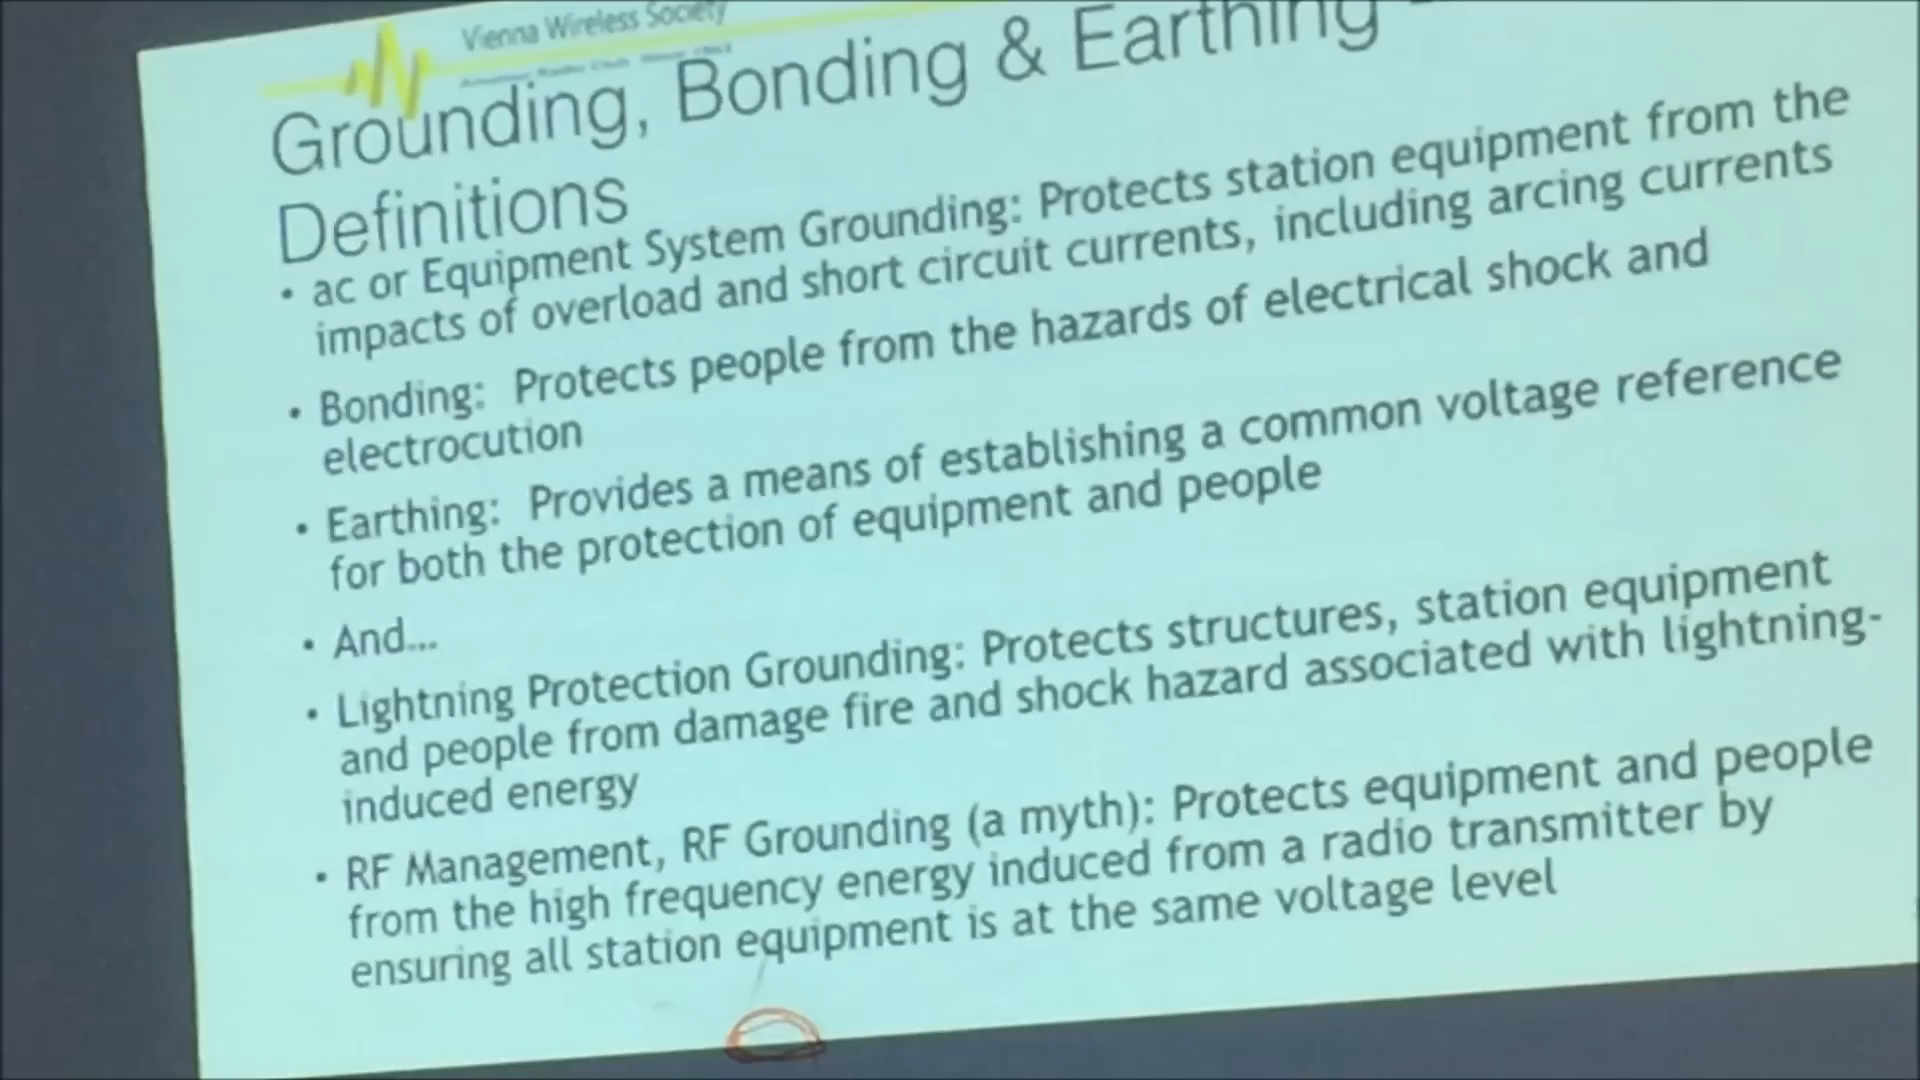 Vienna Wireless Society
Grounding, Bonding & Earthing
Definitions
• ac or Equipment System Grounding: Protects station equipment from the
impacts of overload and short circuit currents, including arcing currents
• Bonding: Protects people from the hazards of electrical shock and
electrocution
• Earthing: Provides a means of establishing a common voltage reference
for both the protection of equipment and people
• And...
• Lightning Protection Grounding: Protects structures, station equipment
and people from damage fire and shock hazard associated with lightning-
induced energy
• RF Management, RF Grounding (a myth): Protects equipment and people
from the high frequency energy induced from a radio transmitter by
ensuring all station equipment is at the same voltage level